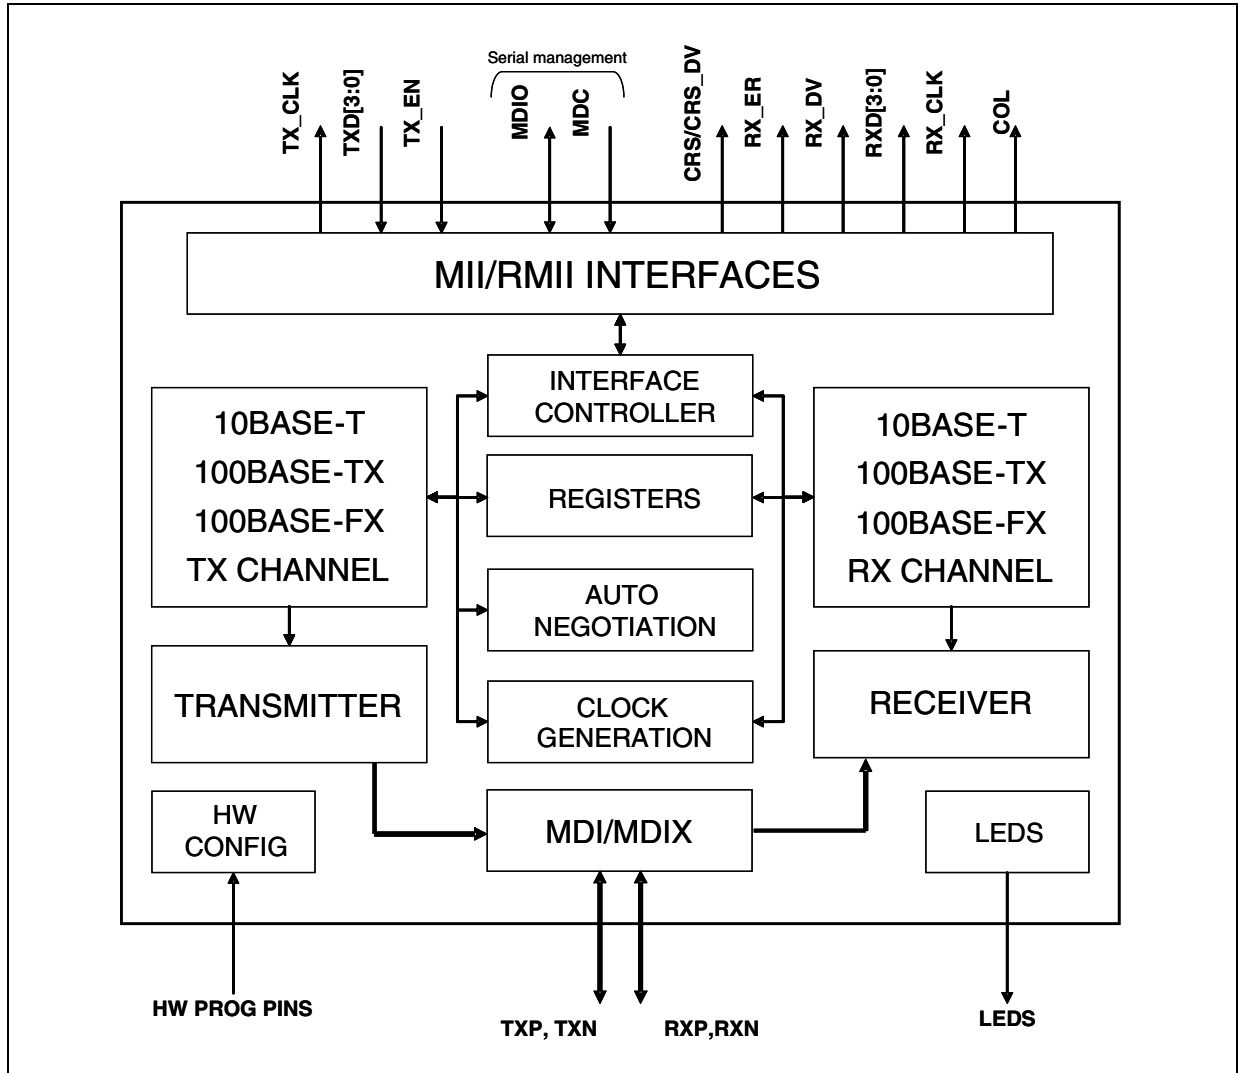 Serial management
TX_CLK
TXD[3:0]
TX_EN
MDIO
MDC
CRS/CRS_DV
RX_ER
RX_DV
RXD[3:0]
RX_CLK
COL
MII/RMII INTERFACES
INTERFACE
CONTROLLER
10BASE-T
100BASE-TX
100BASE-FX
TX CHANNEL
REGISTERS
10BASE-T
100BASE-TX
100BASE-FX
RX CHANNEL
AUTO
NEGOTIATION
TRANSMITTER
CLOCK
GENERATION
RECEIVER
HW
CONFIG
MDI/MDIX
LEDS
HW PROG PINS
TXP, TXN
RXP,RXN
LEDS